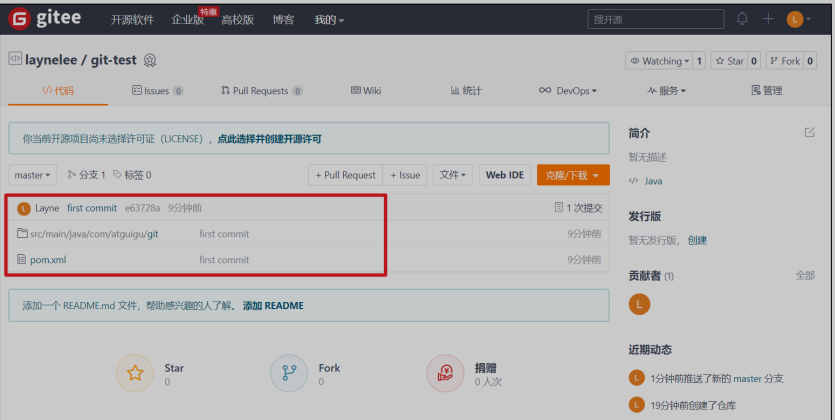 gitee 开源软件 企业版 特惠 高校版 博客 我的 搜开源 L
laynelee / git-test Watching 1 Star 0 Fork 0
代码 Issues 0 Pull Requests 0 Wiki 统计 DevOps 服务 管理
你当前开源项目尚未选择许可证（LICENSE），点此选择并创建开源许可
master 分支 1 标签 0 + Pull Request + Issue 文件 Web IDE 克隆/下载
L Layne first commit e63728a 9分钟前 1 次提交
src/main/java/com/atguigu/git first commit 9分钟前
pom.xml first commit 9分钟前
添加一个 README.md 文件，帮助感兴趣的人了解。 添加 README
Star
0
Fork
0
捐赠
0 人次
简介
暂无描述
Java
发行版
暂无发行版， 创建
贡献者 (1) 全部
L
近期动态
L 1分钟前推送了新的 master 分支
L 19分钟前创建了仓库